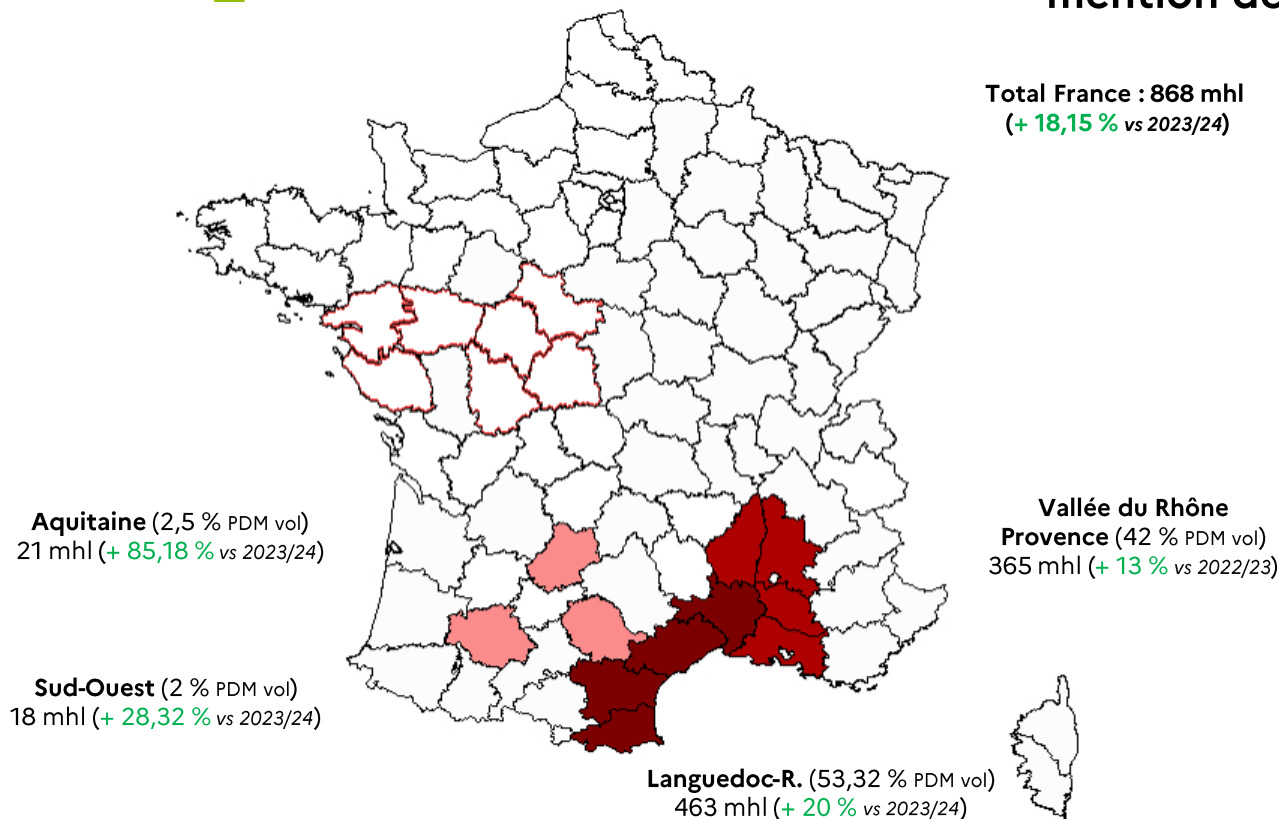 mention de
Total France : 868 mhl
(+ 18,15 % vs 2023/24)
Aquitaine (2,5 % PDM vol)
21 mhl (+ 85,18 % vs 2023/24)
Vallée du Rhône
Provence (42 % PDM vol)
365 mhl (+ 13 % vs 2022/23)
Sud-Ouest (2 % PDM vol)
18 mhl (+ 28,32 % vs 2023/24)
Languedoc-R. (53,32 % PDM vol)
463 mhl (+ 20 % vs 2023/24)